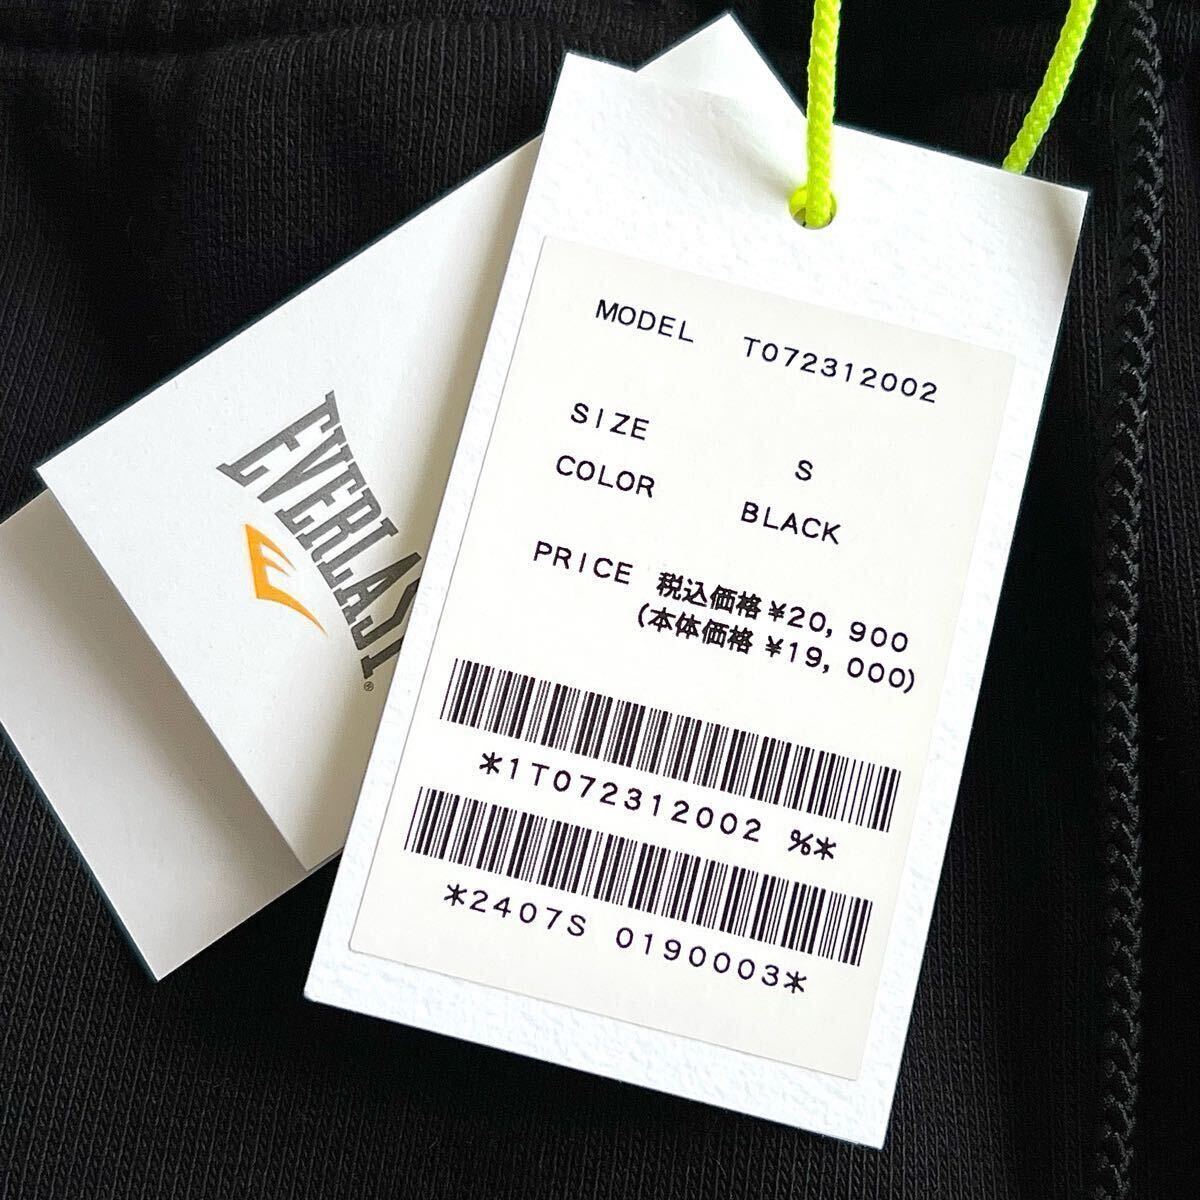 EVERLAST®
MODEL T072312002
SIZE S
COLOR BLACK
PRICE 税込価格 ¥20,900
(本体価格 ¥19,000)
*1T072312002 %*
*2407S 0190003*